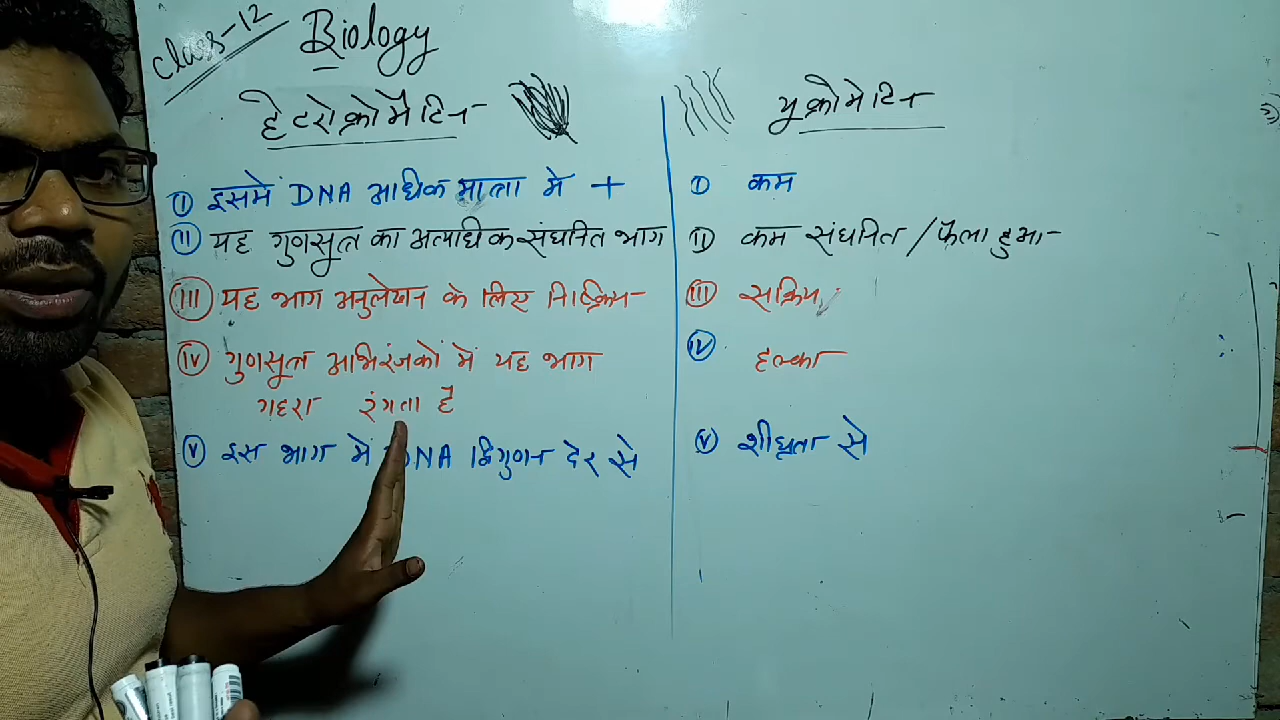 Class-12
Biology
हेटरोक्रोमैटिन
यूक्रोमेटिन
I इसमें DNA अधिक मात्रा में +
I कम
II यह गुणसूत्र का अत्यधिक संघनित भाग
II कम संघनित / फैला हुआ
III यह भाग अनुलेखन के लिए निष्क्रिय
III सक्रिय
IV गुणसूत्र अभिरंजकों में यह भाग
गहरा रंगता है
IV हल्का
V इस भाग में DNA द्विगुणन देर से
V शीघ्रता से